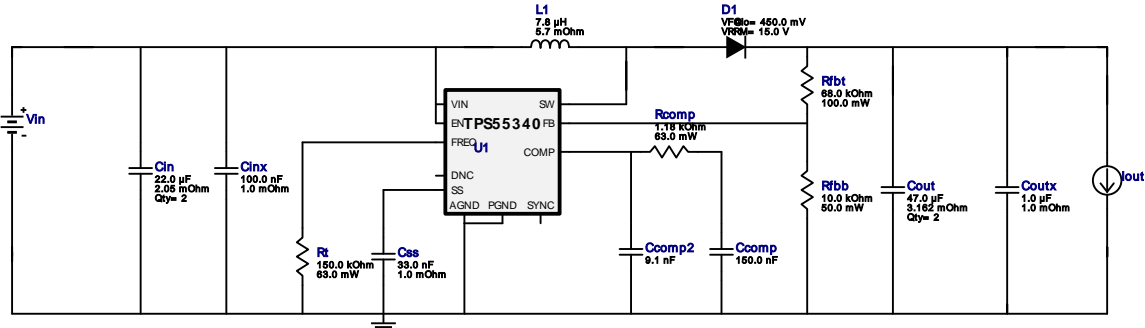 L1
7.8 µH
5.7 mOhm
D1
VF@Io= 450.0 mV
VRRM= 15.0 V
+
Vin
-
VIN
SW
EN
TPS55340
FB
FREQ
U1
COMP
DNC
SS
AGND
PGND
SYNC
Rcomp
1.18 kOhm
63.0 mW
Rfbt
68.0 kOhm
100.0 mW
Cin
22.0 µF
2.05 mOhm
Qty= 2
Cinx
100.0 nF
1.0 mOhm
Rfbb
10.0 kOhm
50.0 mW
Cout
47.0 µF
3.162 mOhm
Qty= 2
Coutx
1.0 µF
1.0 mOhm
Iout
Rt
150.0 kOhm
63.0 mW
Css
33.0 nF
1.0 mOhm
Ccomp2
9.1 nF
Ccomp
150.0 nF